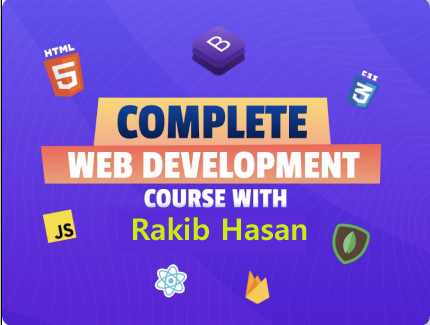 HTML
5
B
CSS
3
COMPLETE
WEB DEVELOPMENT
COURSE WITH
Rakib Hasan
JS